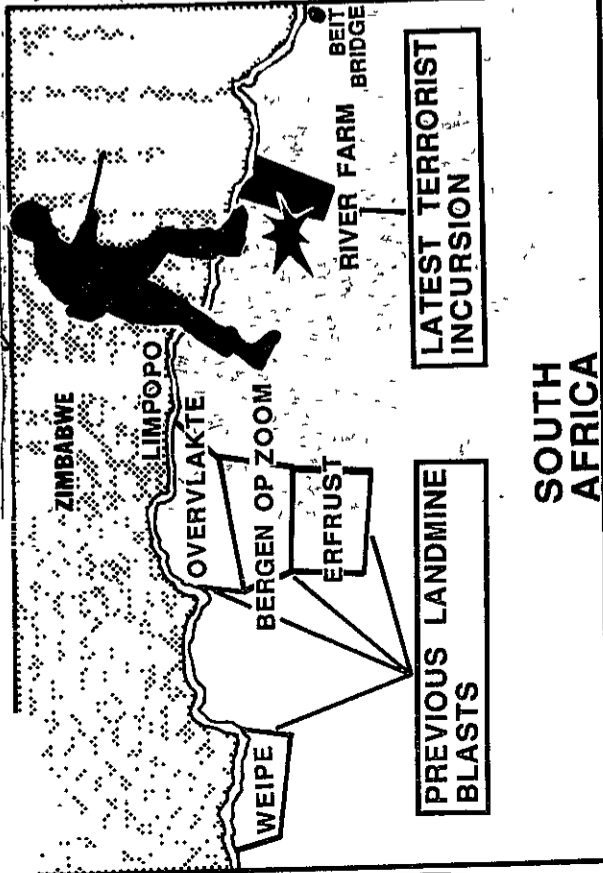 ZIMBABWE
LIMPOPO
OVERVLAKTE
BERGEN OP ZOOM
ERFRUST
WEIPE
BEIT
BRIDGE
RIVER FARM
PREVIOUS LANDMINE
BLASTS
LATEST TERRORIST
INCURSION
SOUTH
AFRICA